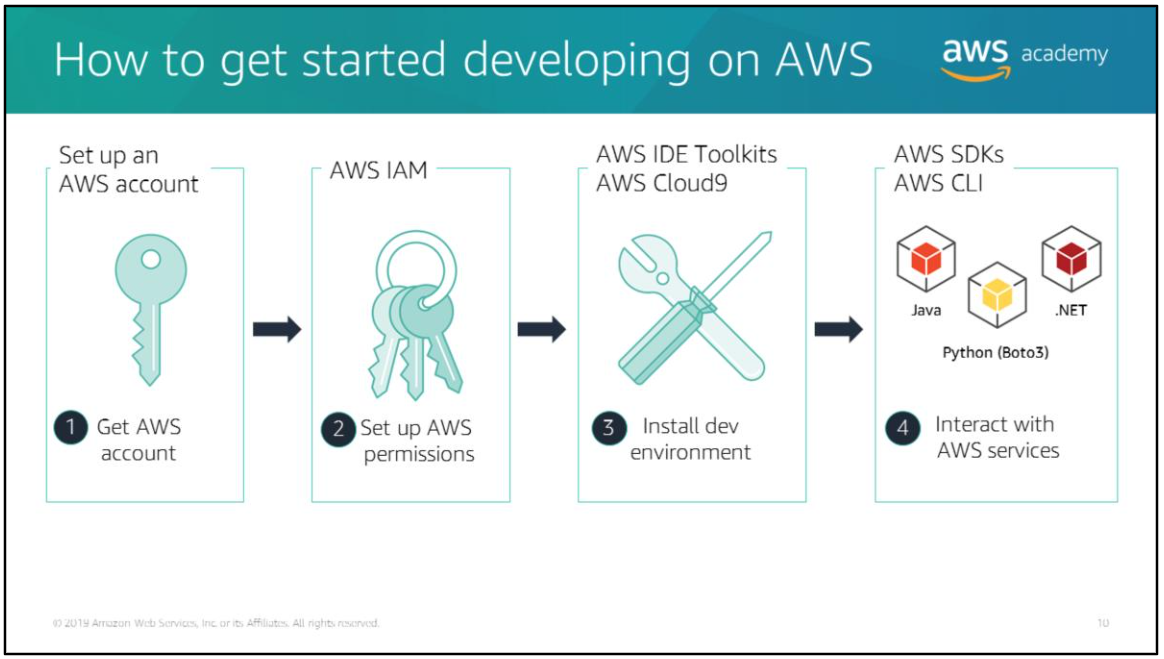 How to get started developing on AWS
aws academy
Set up an
AWS account
1 Get AWS
account
AWS IAM
2 Set up AWS
permissions
AWS IDE Toolkits
AWS Cloud9
3 Install dev
environment
AWS SDKs
AWS CLI
Java
.NET
Python (Boto3)
4 Interact with
AWS services
© 2019 Amazon Web Services, Inc. or its Affiliates. All rights reserved.
10